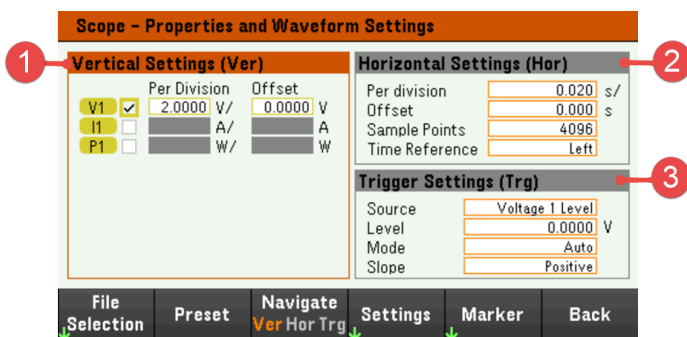 Scope - Properties and Waveform Settings
1
Vertical Settings (Ver)
Per Division Offset
V1 2.0000 V/ 0.0000 V
I1 A/ A
P1 W/ W
2
Horizontal Settings (Hor)
Per division 0.020 s/
Offset 0.000 s
Sample Points 4096
Time Reference Left
3
Trigger Settings (Trg)
Source Voltage 1 Level
Level 0.0000 V
Mode Auto
Slope Positive
File Selection
Preset
Navigate
Ver Hor Trg
Settings
Marker
Back